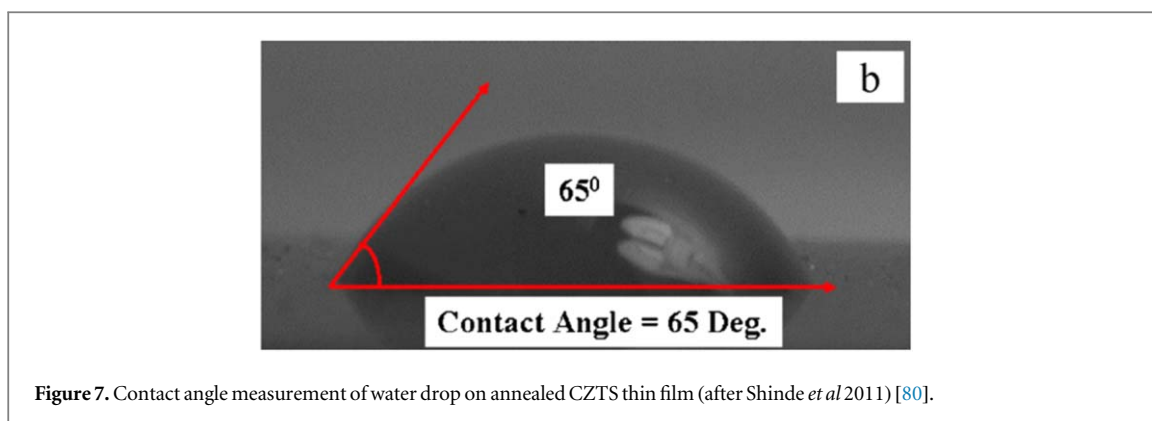 b
65⁰
Contact Angle = 65 Deg.
Figure 7. Contact angle measurement of water drop on annealed CZTS thin film (after Shinde et al 2011) [80].